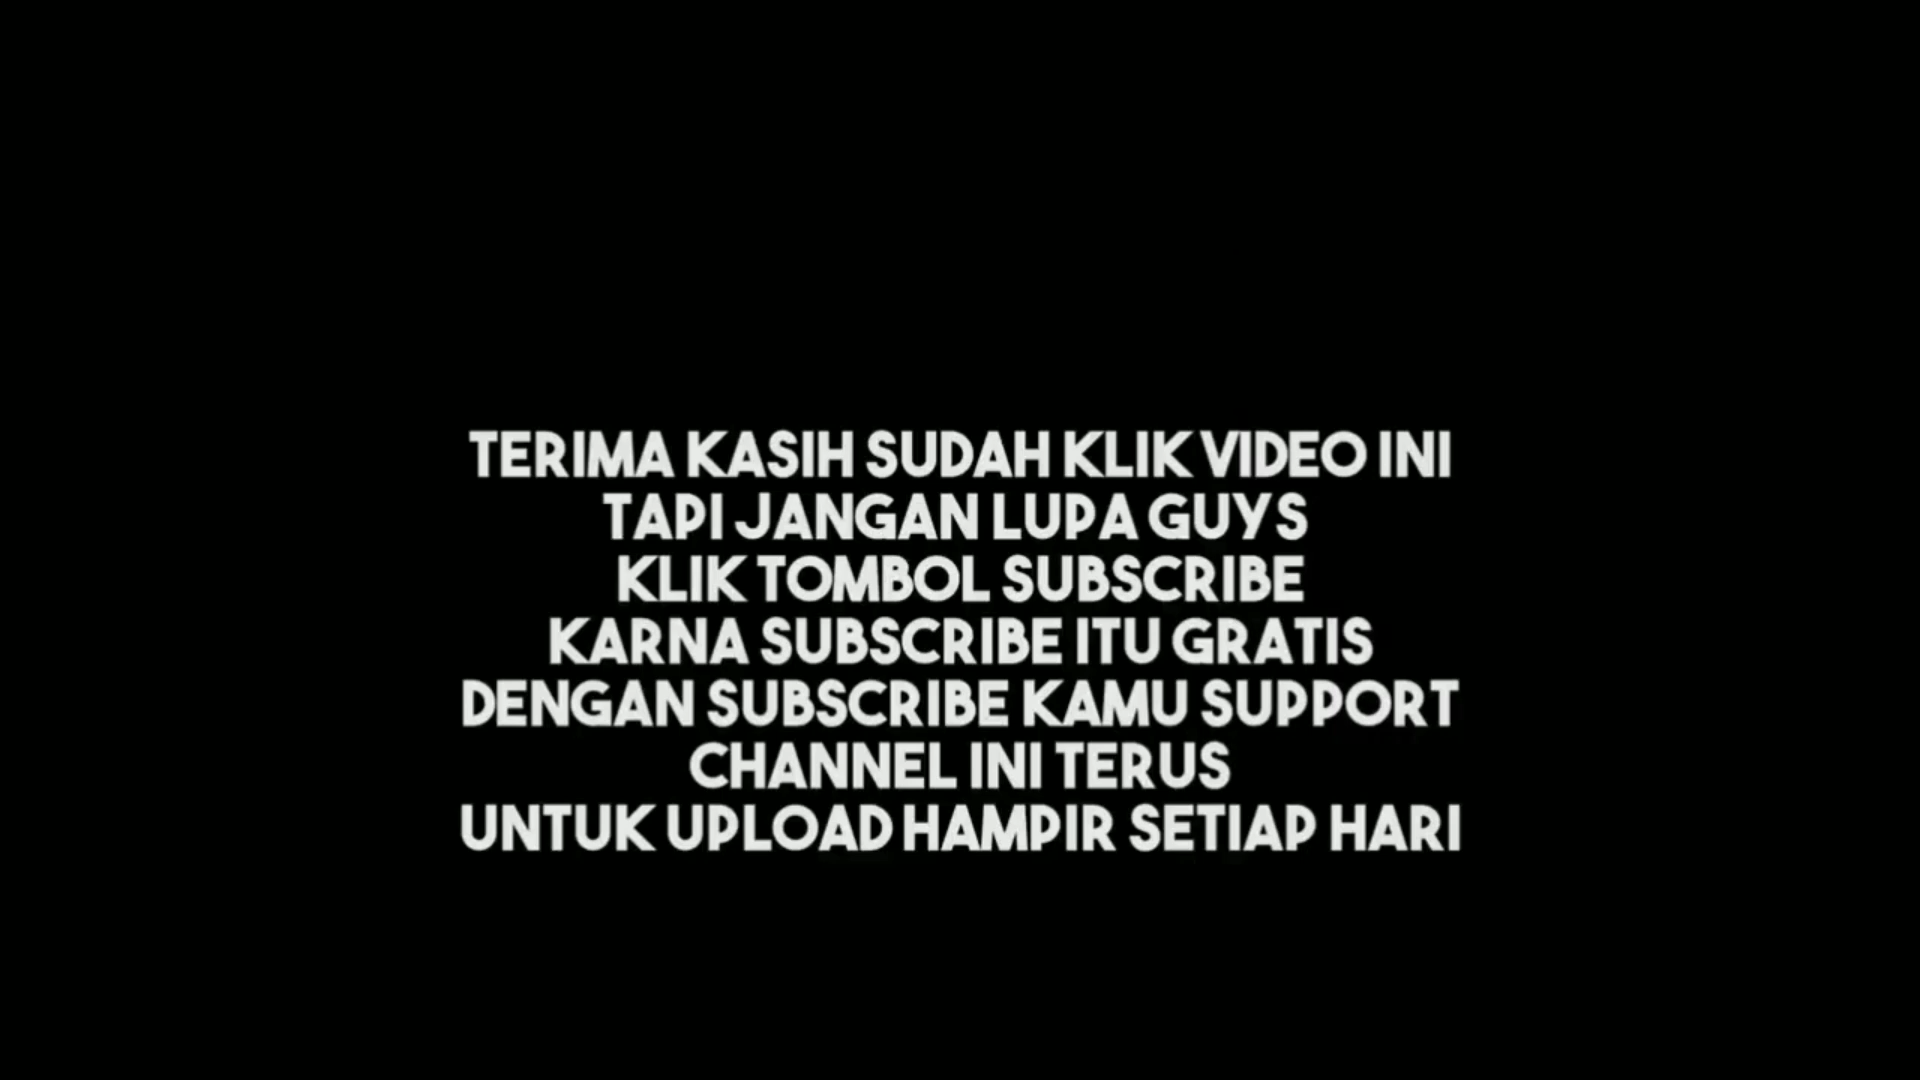 TERIMA KASIH SUDAH KLIK VIDEO INI
TAPI JANGAN LUPA GUYS
KLIK TOMBOL SUBSCRIBE
KARNA SUBSCRIBE ITU GRATIS
DENGAN SUBSCRIBE KAMU SUPPORT
CHANNEL INI TERUS
UNTUK UPLOAD HAMPIR SETIAP HARI